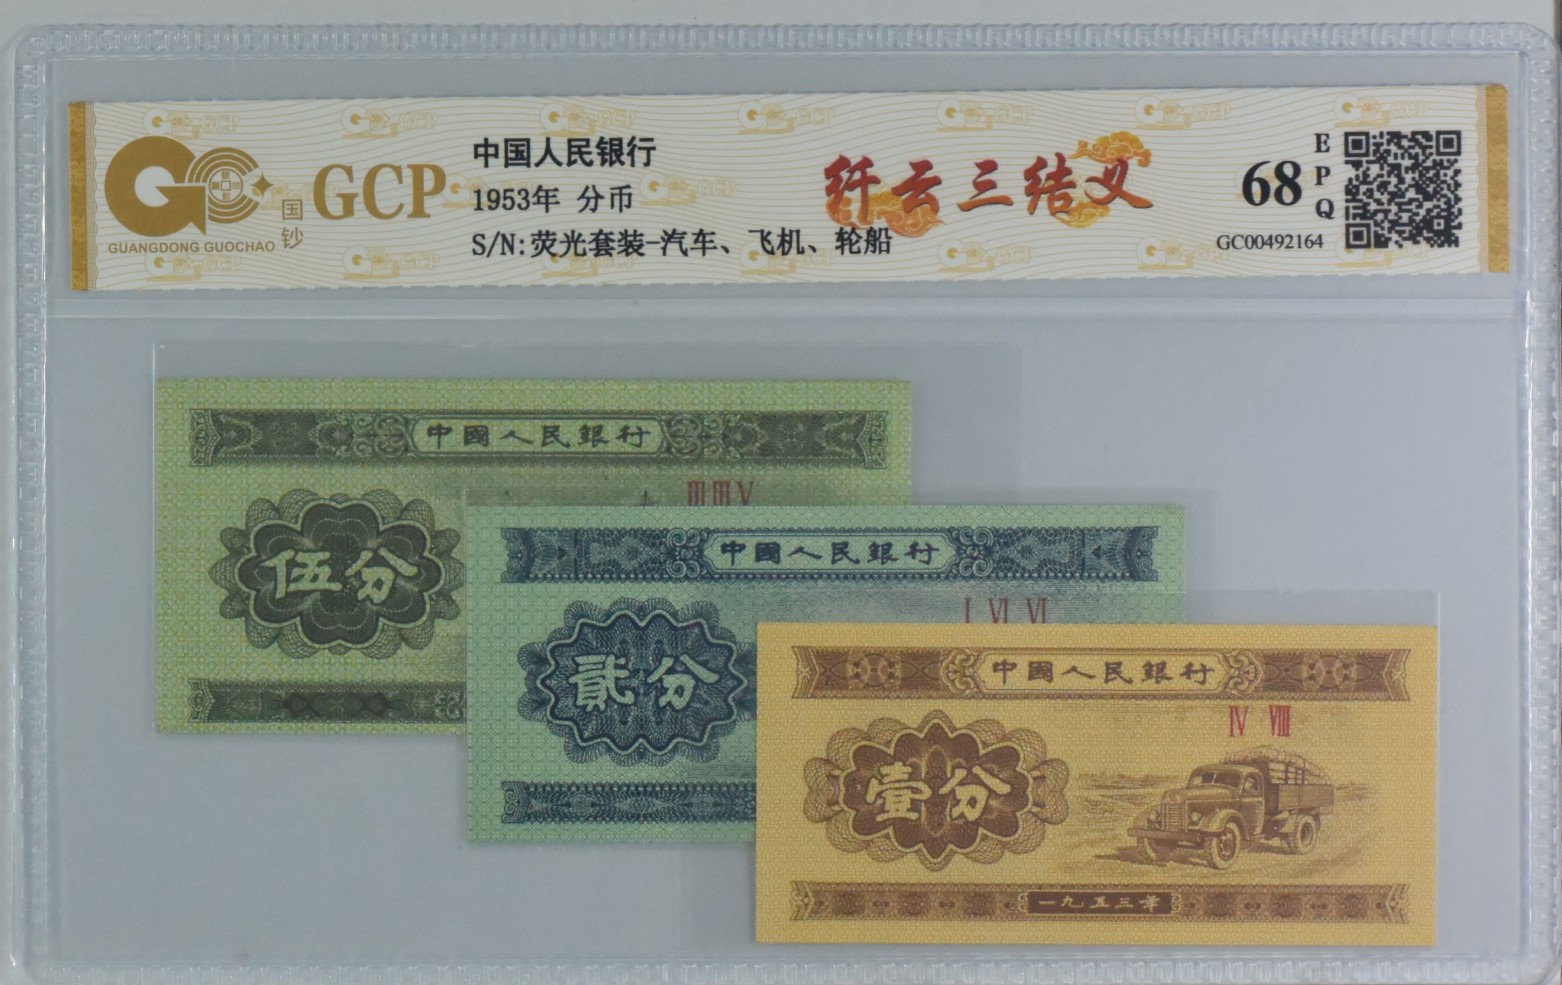 GCP
国钞
GUANGDONG GUOCHAO
中国人民银行
1953年 分币
S/N:荧光套装-汽车、飞机、轮船
纤云三结义
68
EPQ
GC00492164
中國人民銀行
III III V
伍分
中國人民銀行
I VI VI
貳分
中國人民銀行
IV VIII
壹分
一九五三年